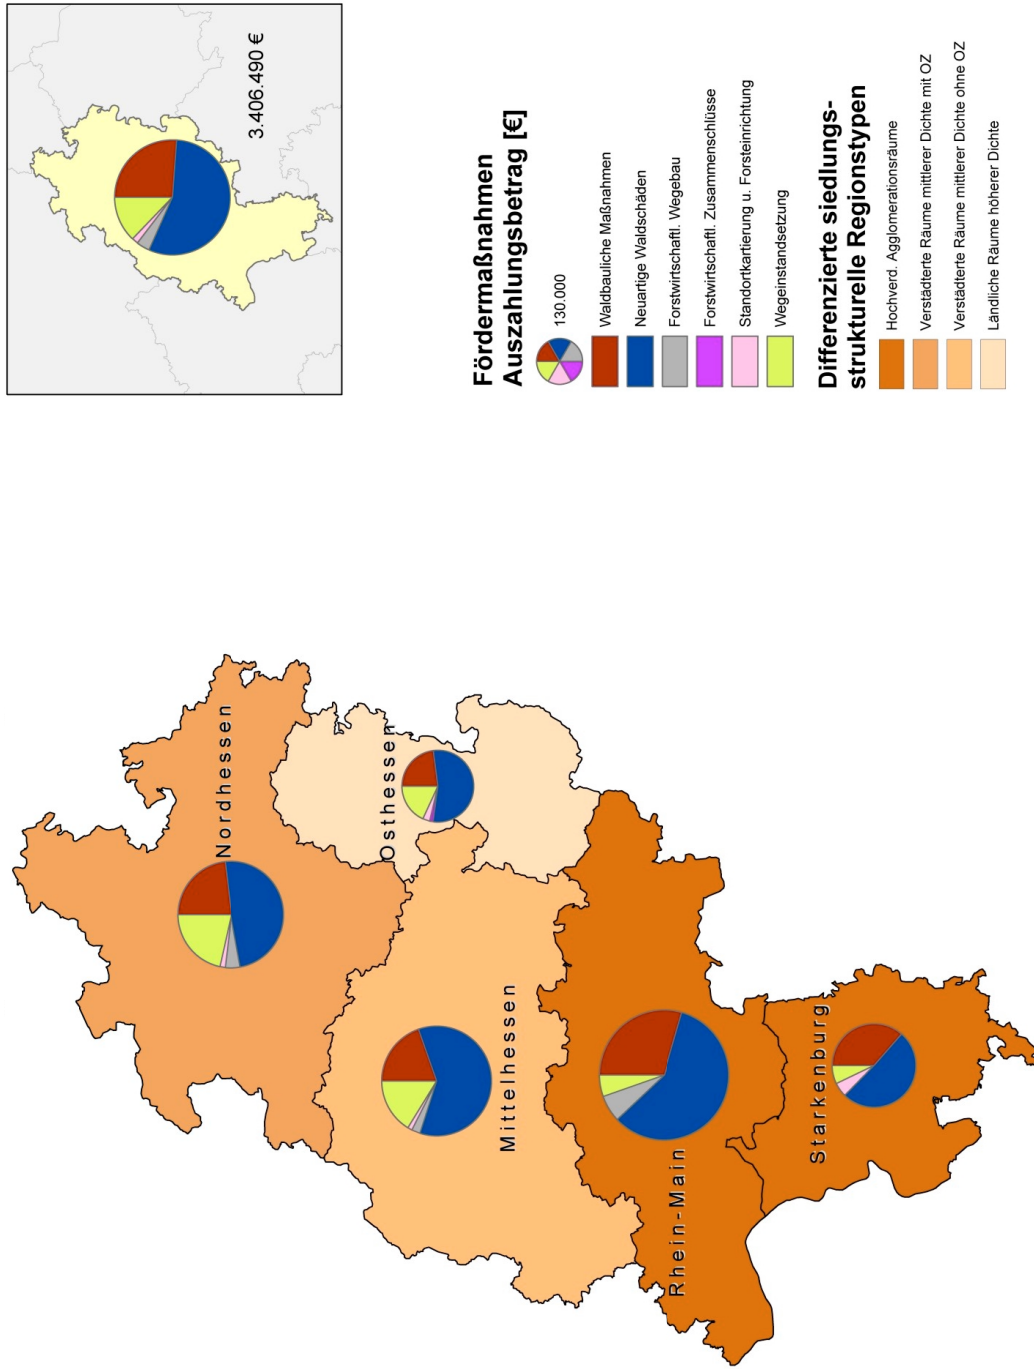 3.406.490 €
Nordhessen
Osthessen
Mittelhessen
Rhein-Main
Starkenburg
Fördermaßnahmen
Auszahlungsbetrag [€]
130.000
Waldbauliche Maßnahmen
Neuartige Waldschäden
Forstwirtschaftl. Wegebau
Forstwirtschaftl. Zusammenschlüsse
Standortkartierung u. Forsteinrichtung
Wegeinstandsetzung
Differenzierte siedlungs-
strukturelle Regionstypen
Hochverd. Agglomerationsräume
Verstädterte Räume mittlerer Dichte mit OZ
Verstädterte Räume mittlerer Dichte ohne OZ
Ländliche Räume höherer Dichte